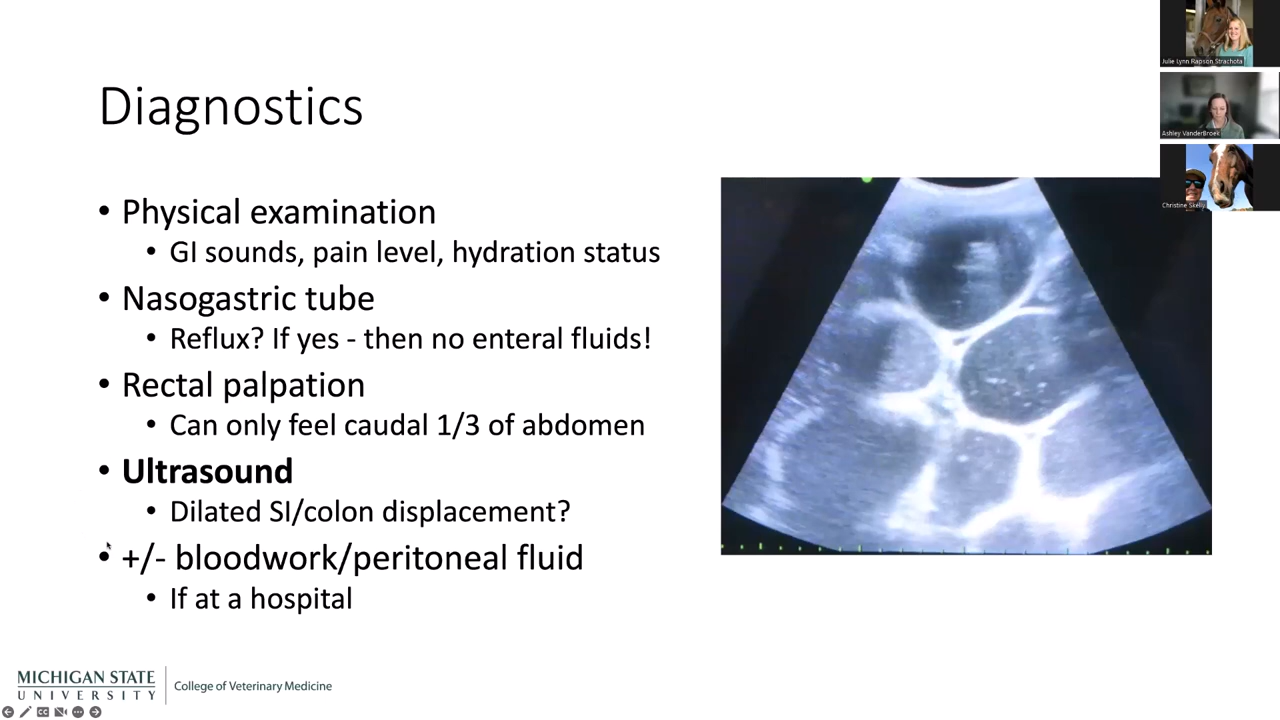 Diagnostics
• Physical examination
• GI sounds, pain level, hydration status
• Nasogastric tube
• Reflux? If yes - then no enteral fluids!
• Rectal palpation
• Can only feel caudal 1/3 of abdomen
• Ultrasound
• Dilated SI/colon displacement?
• +/- bloodwork/peritoneal fluid
• If at a hospital
Julie Lynn Rapson Strachota
Ashley VanderBroek
Christine Skelly
MICHIGAN STATE
UNIVERSITY
College of Veterinary Medicine
CC